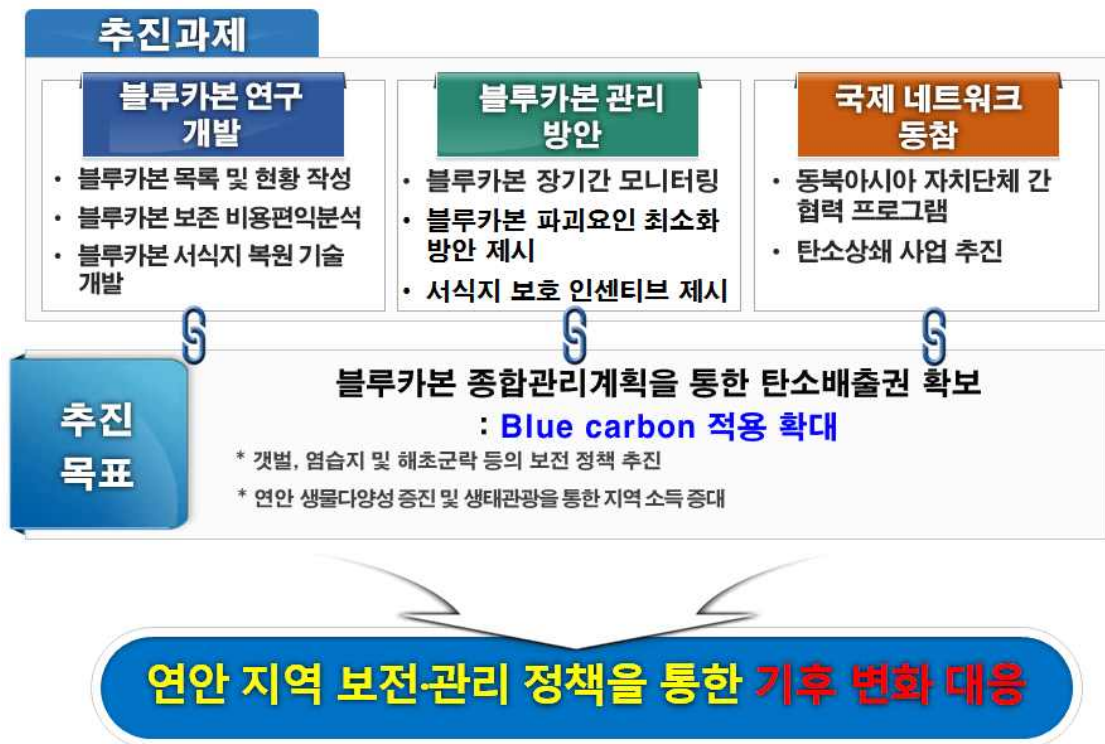 추진과제
블루카본 연구
개발
• 블루카본 목록 및 현황 작성
• 블루카본 보존 비용편익분석
• 블루카본 서식지 복원 기술
개발
블루카본 관리
방안
• 블루카본 장기간 모니터링
• 블루카본 파괴요인 최소화
방안 제시
• 서식지 보호 인센티브 제시
국제 네트워크
동참
• 동북아시아 자치단체 간
협력 프로그램
• 탄소상쇄 사업 추진
추진
목표
블루카본 종합관리계획을 통한 탄소배출권 확보
: Blue carbon 적용 확대
* 갯벌, 염습지 및 해초군락 등의 보전 정책 추진
* 연안 생물다양성 증진 및 생태관광을 통한 지역 소득 증대
연안 지역 보전·관리 정책을 통한 기후 변화 대응